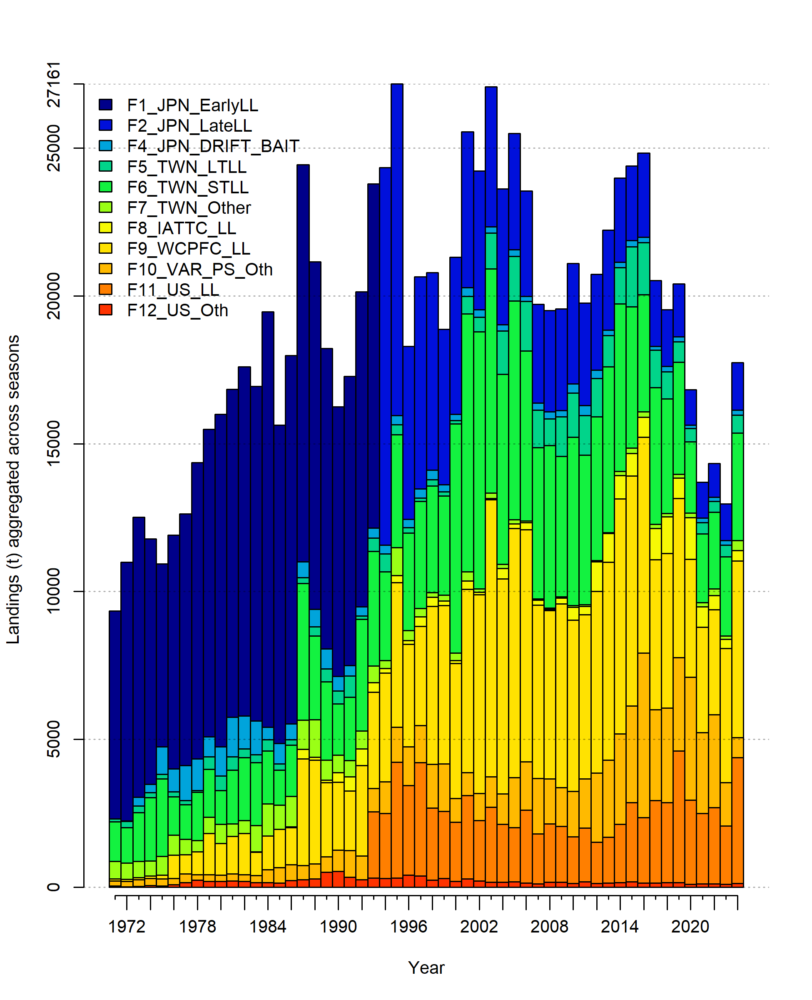 27161
25000
20000
15000
10000
5000
0
Landings (t) aggregated across seasons
F1_JPN_EarlyLL
F2_JPN_LateLL
F4_JPN_DRIFT_BAIT
F5_TWN_LTLL
F6_TWN_STLL
F7_TWN_Other
F8_IATTC_LL
F9_WCPFC_LL
F10_VAR_PS_Oth
F11_US_LL
F12_US_Oth
1972 1978 1984 1990 1996 2002 2008 2014 2020
Year